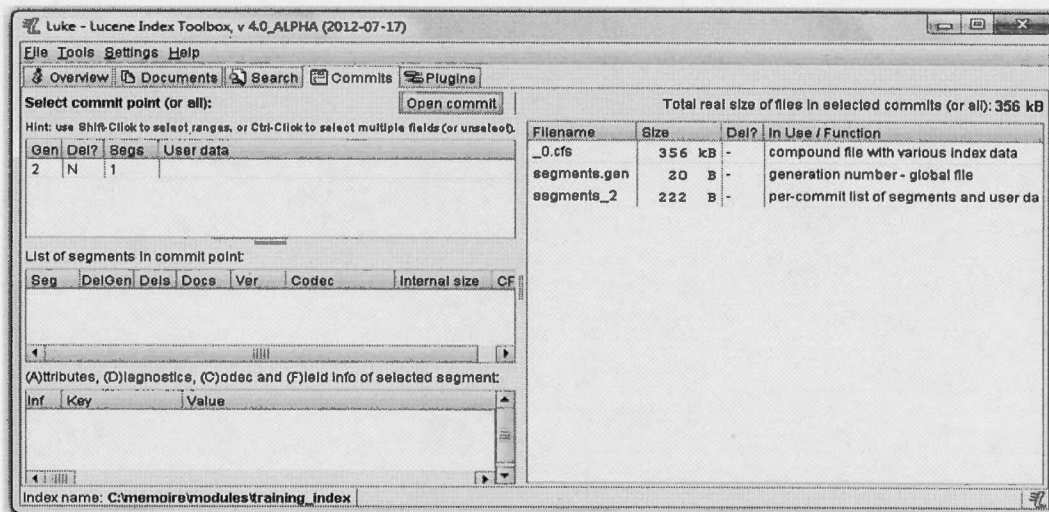 Luke - Lucene Index Toolbox, v 4.0_ALPHA (2012-07-17)
File Tools Settings Help
Overview Documents Search Commits Plugins
Select commit point (or all): Open commit
Hint: use Shift-Click to select ranges, or Ctrl-Click to select multiple fields (or unselect).
Gen Del? Segs User data
2 N 1
List of segments in commit point:
Seg DelGen Dels Docs Ver Codec Internal size CF
(A)ttributes, (D)iagnostics, (C)odec and (F)ield info of selected segment:
Inf Key Value
Total real size of files in selected commits (or all): 356 kB
Filename Size Del? In Use / Function
_0.cfs 356 kB - compound file with various index data
segments.gen 20 B - generation number - global file
segments_2 222 B - per-commit list of segments and user da
Index name: C:\memoire\modules\training_index